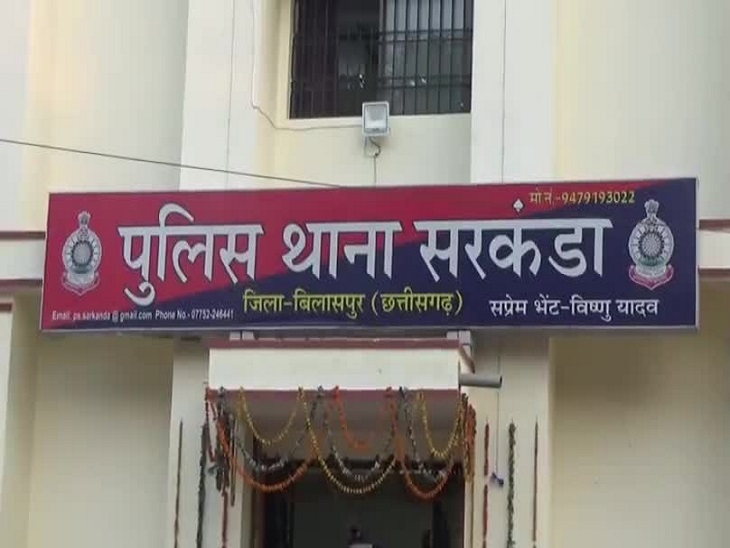 मो.नं.-9479193022
पुलिस थाना सरकंडा
जिला-बिलासपुर (छत्तीसगढ़)
सप्रेम भेंट-विष्णु यादव
Email: ps.sarkanda@gmail.com Phone No.- 07752-246441